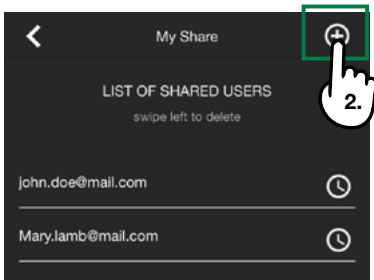 My Share
LIST OF SHARED USERS
swipe left to delete
2.
john.doe@mail.com
Mary.lamb@mail.com